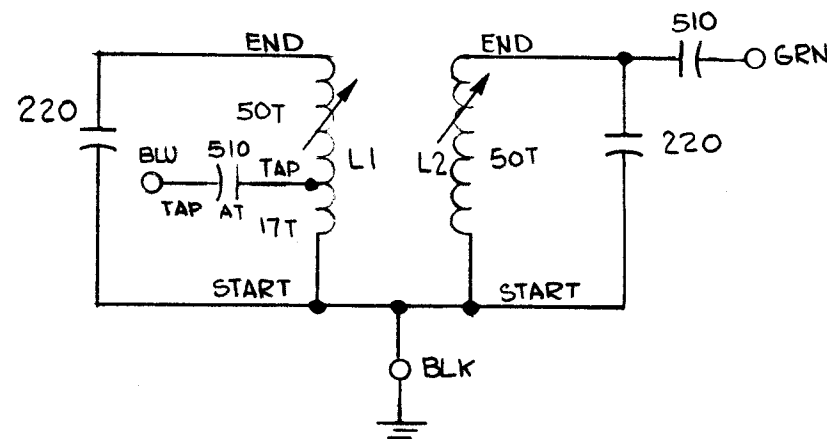 510
END
END
GRN
220
50T
BLU
510
TAP
L1
L2
50T
220
TAP
AT
17T
START
START
BLK